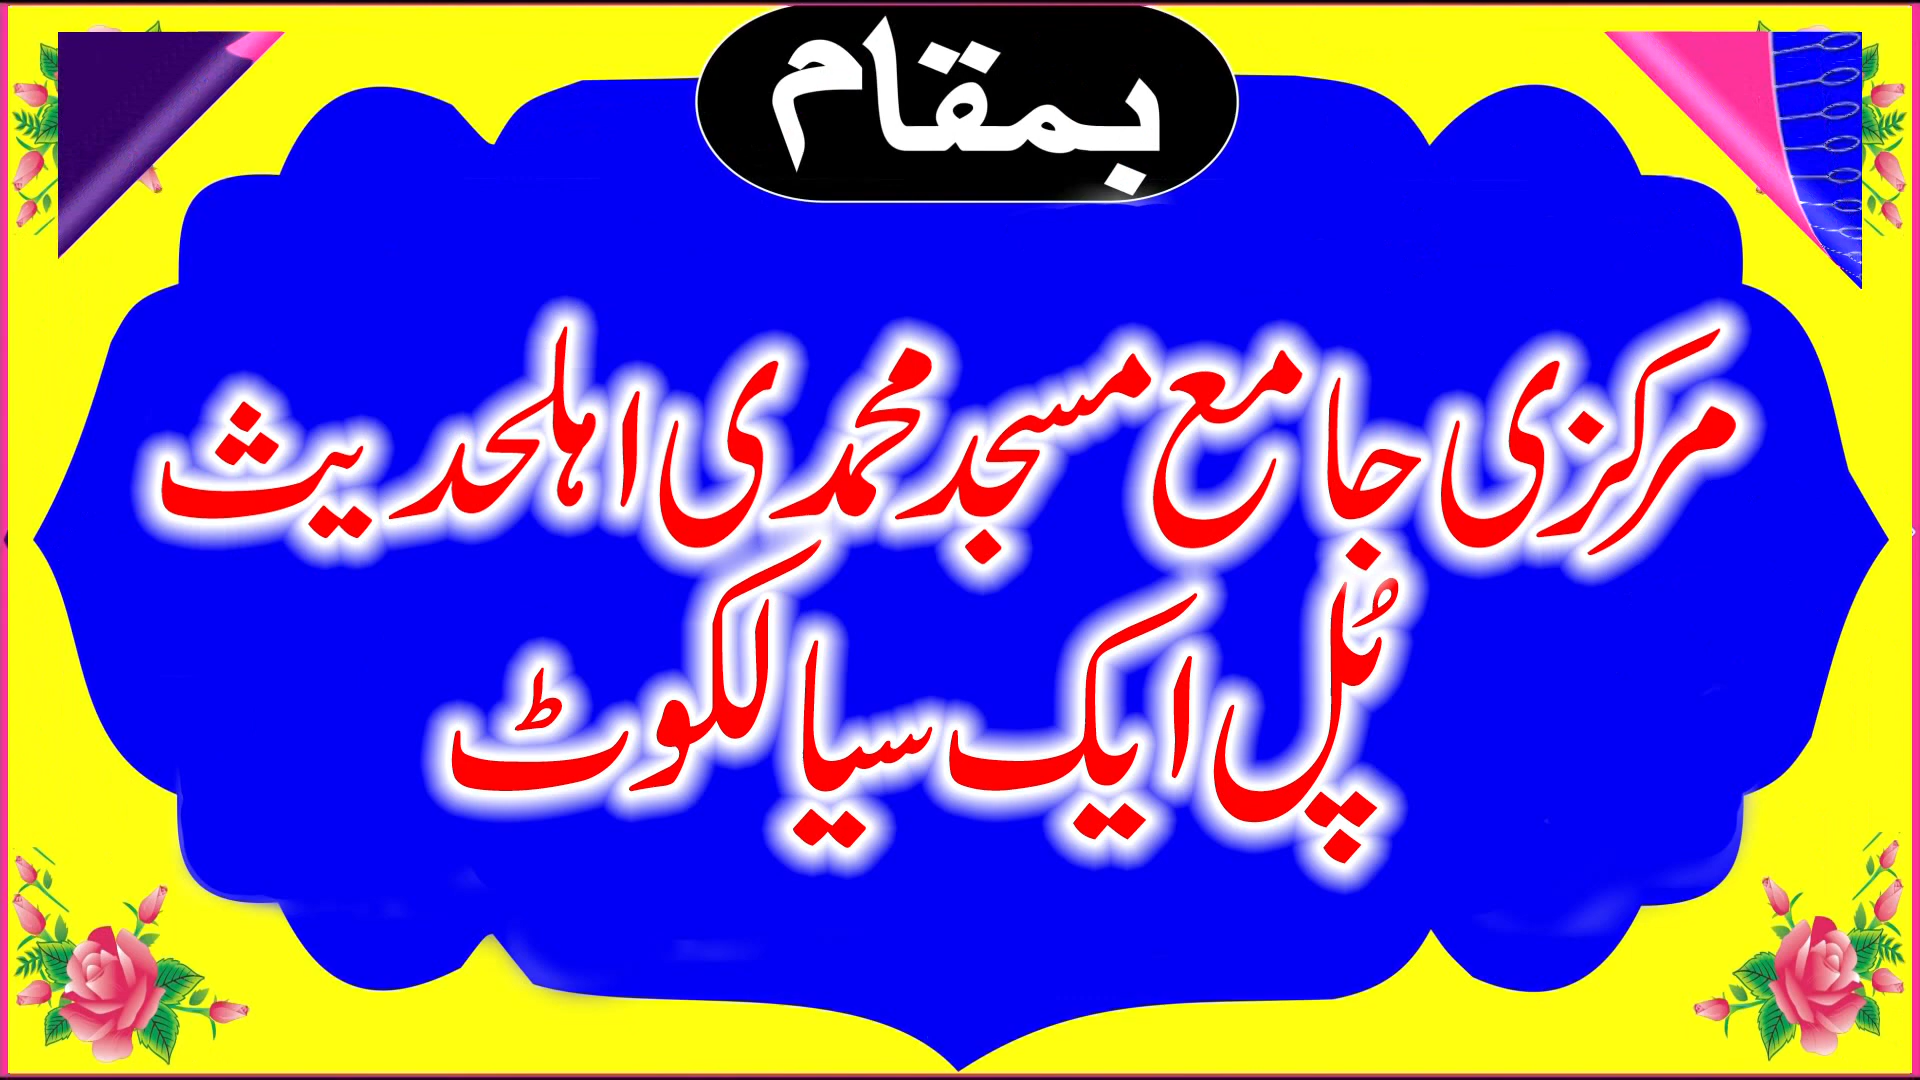 بمقام
مرکزی جامع مسجد محمدی اہلحدیث
پُل ایک سیالکوٹ